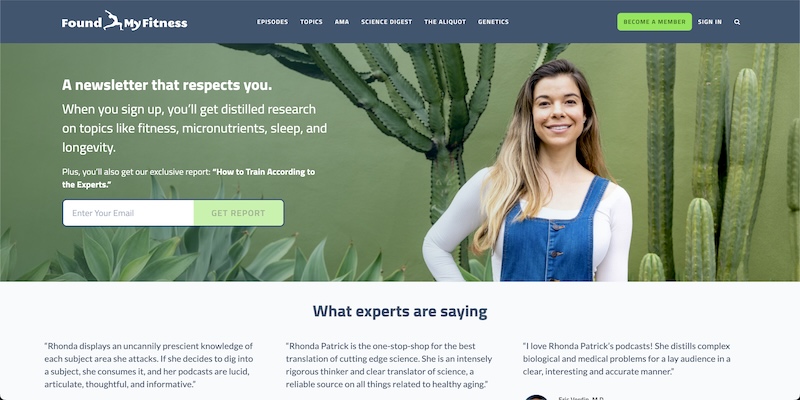 Found My Fitness
EPISODES TOPICS AMA SCIENCE DIGEST THE ALIQUOT GENETICS
BECOME A MEMBER SIGN IN
A newsletter that respects you.
When you sign up, you’ll get distilled research
on topics like fitness, micronutrients, sleep, and
longevity.
Plus, you’ll also get our exclusive report: “How to Train According to
the Experts.”
Enter Your Email GET REPORT
What experts are saying
“Rhonda displays an uncannily prescient knowledge of
each subject area she attacks. If she decides to dig into
a subject, she consumes it, and her podcasts are lucid,
articulate, thoughtful, and informative.”
“Rhonda Patrick is the one-stop-shop for the best
translation of cutting edge science. She is an intensely
rigorous thinker and clear translator of science, a
reliable source on all things related to healthy aging.”
“I love Rhonda Patrick’s podcasts! She distills complex
biological and medical problems for a lay audience in a
clear, interesting and accurate manner.”